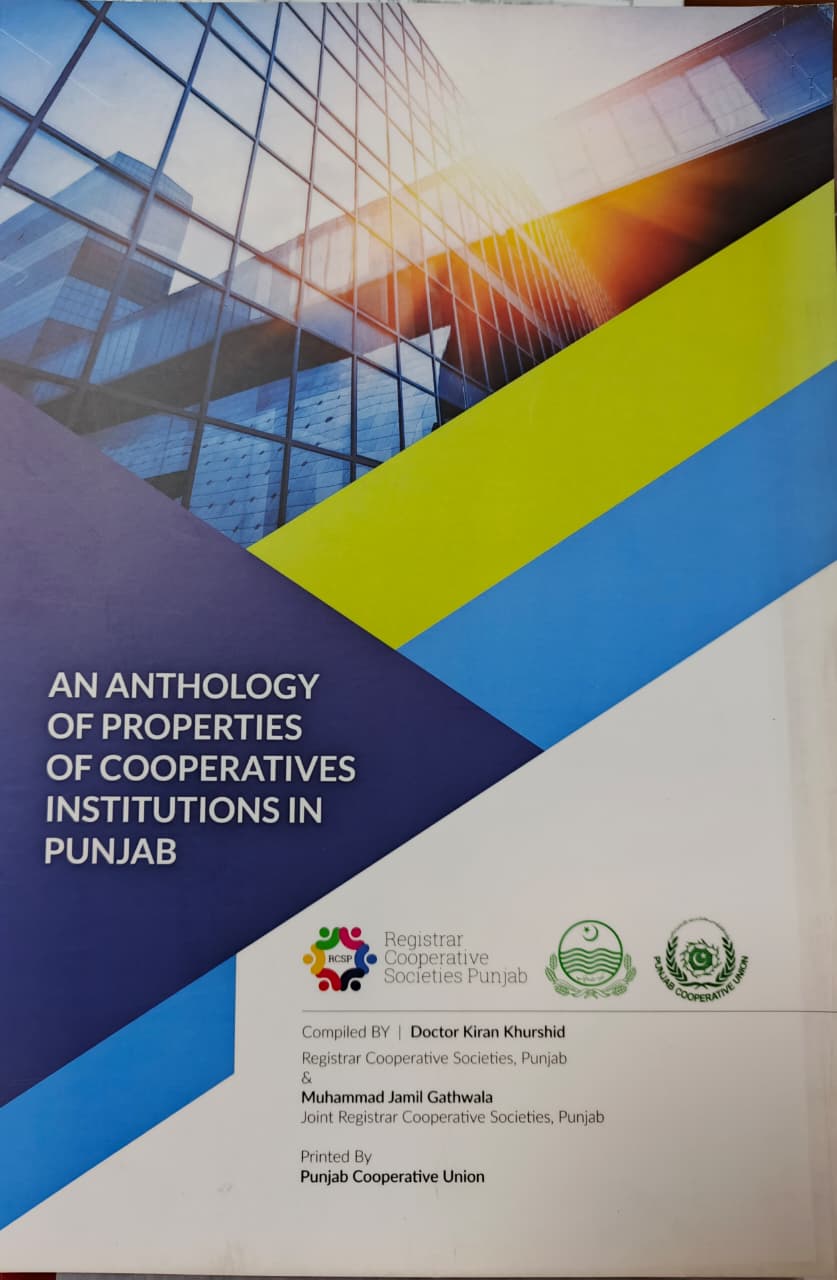 AN ANTHOLOGY
OF PROPERTIES
OF COOPERATIVES
INSTITUTIONS IN
PUNJAB
RCSP
Registrar
Cooperative
Societies Punjab
PUNJAB COOPERATIVE UNION
Compiled BY | Doctor Kiran Khurshid
Registrar Cooperative Societies, Punjab
&
Muhammad Jamil Gathwala
Joint Registrar Cooperative Societies, Punjab
Printed By
Punjab Cooperative Union